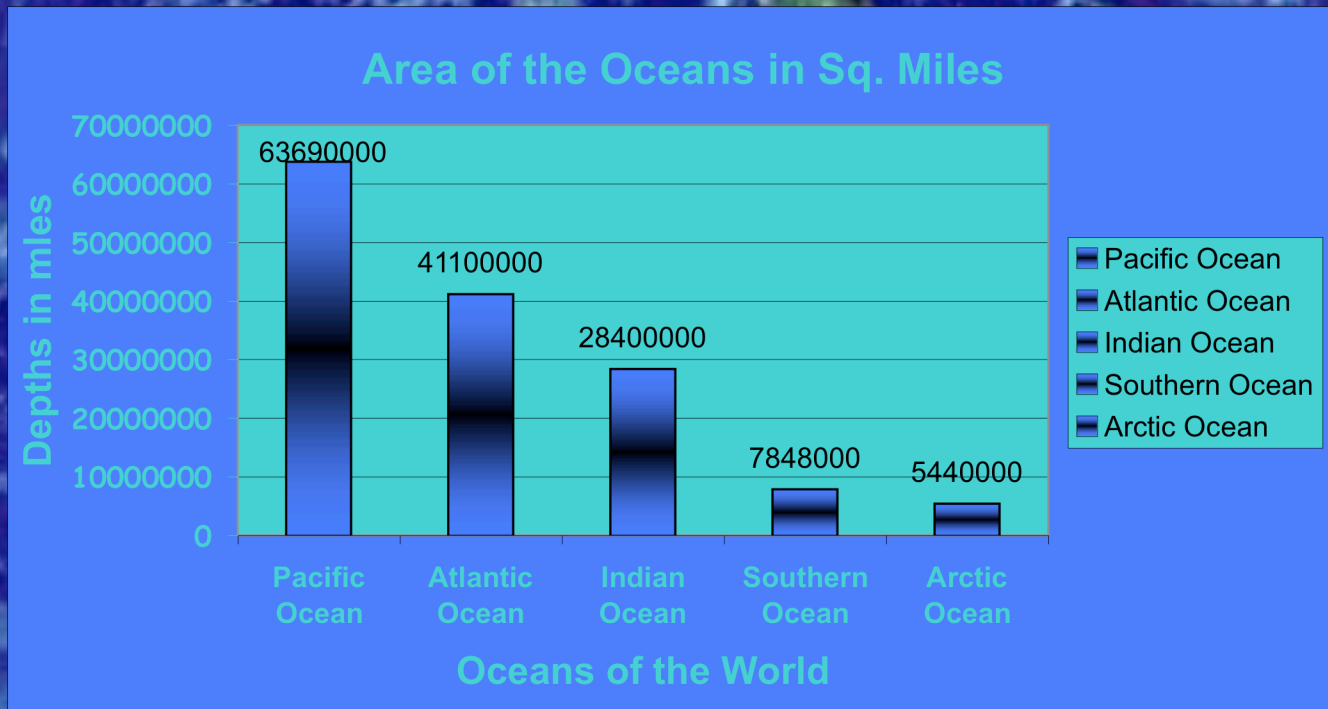 Area of the Oceans in Sq. Miles
70000000
60000000
50000000
40000000
30000000
20000000
10000000
0
Depths in mles
63690000
41100000
28400000
7848000
5440000
Pacific Ocean
Atlantic Ocean
Indian Ocean
Southern Ocean
Arctic Ocean
Pacific
Ocean
Atlantic
Ocean
Indian
Ocean
Southern
Ocean
Arctic
Ocean
Oceans of the World